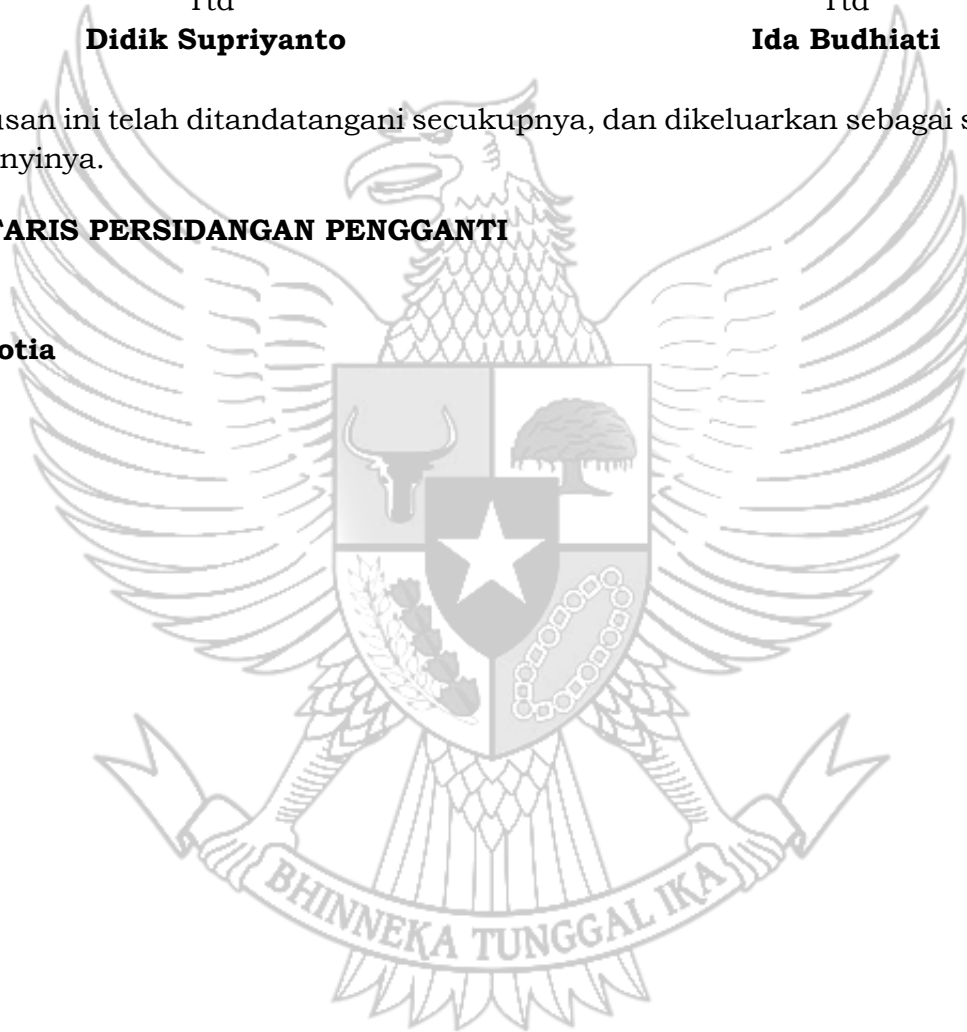 Ttd Ttd
Didik Supriyanto Ida Budhiati
usan ini telah ditandatangani secukupnya, dan dikeluarkan sebagai s
nyinya.
TARIS PERSIDANGAN PENGGANTI
otia
BHINNEKA TUNGGAL IKA